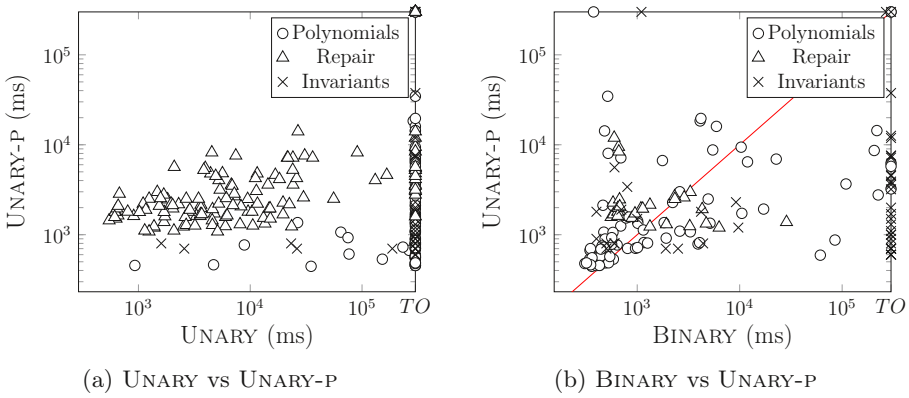 ○ Polynomials
△ Repair
× Invariants
10^5
10^4
10^3
UNARY-P (ms)
10^3 10^4 10^5 TO
UNARY (ms)
(a) UNARY vs UNARY-P
○ Polynomials
△ Repair
× Invariants
10^5
10^4
10^3
UNARY-P (ms)
10^3 10^4 10^5 TO
BINARY (ms)
(b) BINARY vs UNARY-P